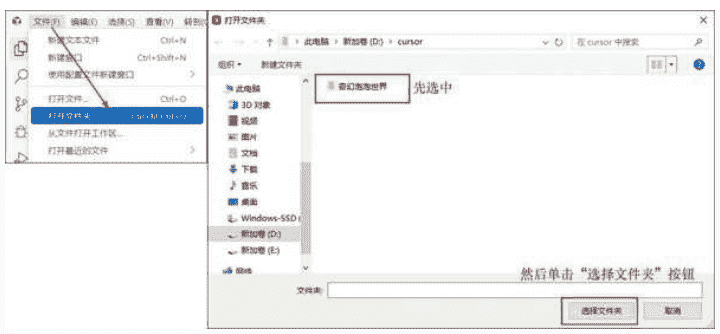 文件(F) 编辑(E) 选择(S) 查看(V) 转到(
新建文本文件 Ctrl+N
新建窗口 Ctrl+Shift+N
使用配置文件新建窗口
打开文件... Ctrl+O
打开文件夹
从文件打开工作区...
打开最近的文件
打开文件夹
此电脑 新加卷 (D:) cursor
在 cursor 中搜索
组织 新建文件夹
此电脑
3D 对象
视频
图片
文档
下载
音乐
桌面
Windows-SSD (
新加卷 (D:)
新加卷 (E:)
网络
奇幻泡泡世界
先选中
然后单击“选择文件夹”按钮
文件夹:
选择文件夹 取消